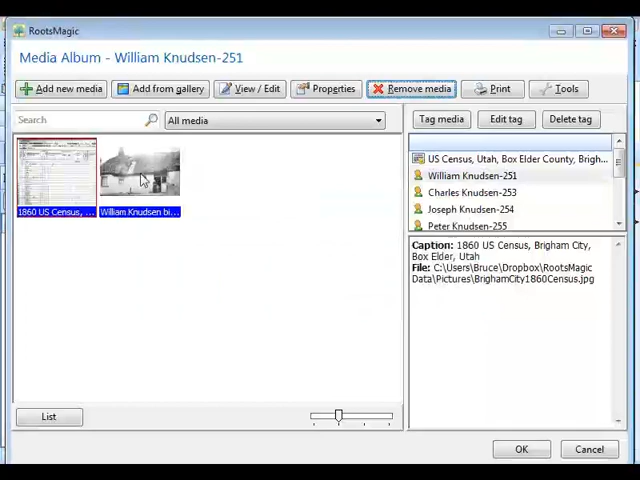 RootsMagic
Media Album - William Knudsen-251
Add new media
Add from gallery
View / Edit
Properties
Remove media
Print
Tools
Search
All media
Tag media
Edit tag
Delete tag
US Census, Utah, Box Elder County, Brigh...
William Knudsen-251
Charles Knudsen-253
Joseph Knudsen-254
Peter Knudsen-255
1860 US Census, ...
William Knudsen bi...
Caption: 1860 US Census, Brigham City,
Box Elder, Utah
File: C:\Users\Bruce\Dropbox\RootsMagic
Data\Pictures\BrighamCity1860Census.jpg
List
OK
Cancel